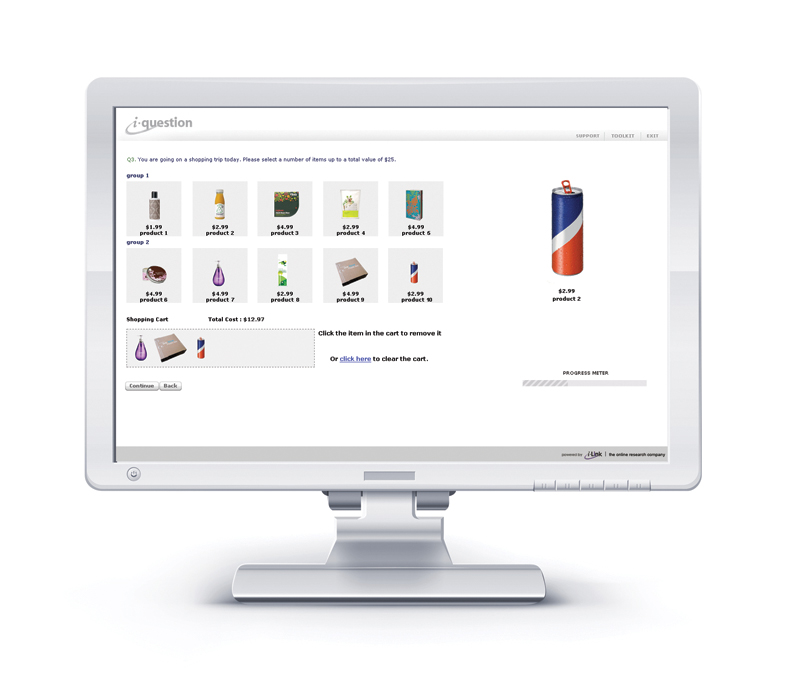 i·question
SUPPORT TOOLKIT EXIT
Q3. You are going on a shopping trip today. Please select a number of items up to a total value of $25.
group 1
$1.99 $2.99 $4.99 $2.99 $4.99
product 1 product 2 product 3 product 4 product 5
group 2
$4.99 $4.99 $2.99 $4.99 $2.99
product 6 product 7 product 8 product 9 product 10
$2.99
product 2
Shopping Cart Total Cost : $12.97
Click the item in the cart to remove it
Or click here to clear the cart.
PROGRESS METER
Continue Back
powered by i-Link | the online research company